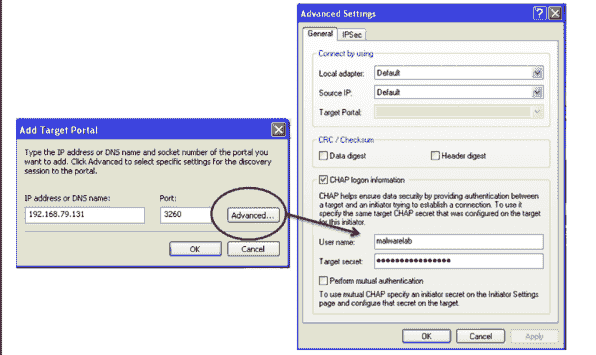 Add Target Portal
Type the IP address or DNS name and socket number of the portal you
want to add. Click Advanced to select specific settings for the discovery
session to the portal.
IP address or DNS name:
Port:
192.168.79.131
3260
Advanced...
OK
Cancel
Advanced Settings
General
IPSec
Connect by using
Local adapter:
Default
Source IP:
Default
Target Portal:
CRC / Checksum
Data digest
Header digest
CHAP logon information
CHAP helps ensure data security by providing authentication between
a target and an initiator trying to establish a connection. To use it
specify the same target CHAP secret that was configured on the target
for this initiator.
User name:
malwarelab
Target secret:
••••••••••••••••
Perform mutual authentication
To use mutual CHAP specify an initiator secret on the Initiator Settings
page and configure that secret on the target.
OK
Cancel
Apply